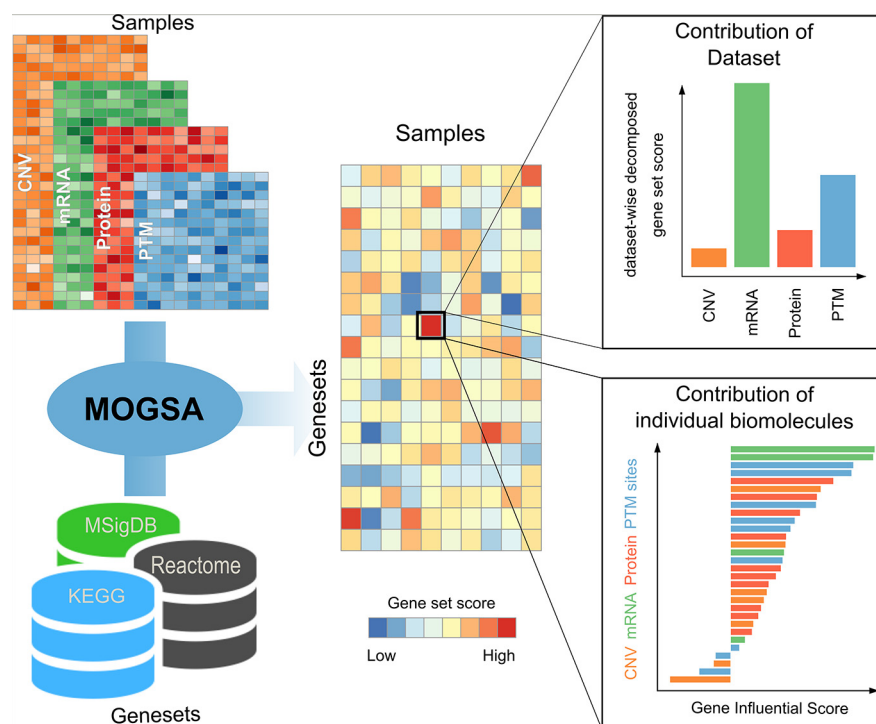 Samples
CNV
mRNA
Protein
PTM
MOGSA
MSigDB
Reactome
KEGG
Genesets
Samples
Genesets
Gene set score
Low
High
Contribution of
Dataset
dataset-wise decomposed
gene set score
CNV
mRNA
Protein
PTM
Contribution of
individual biomolecules
CNV mRNA Protein PTM sites
Gene Influential Score